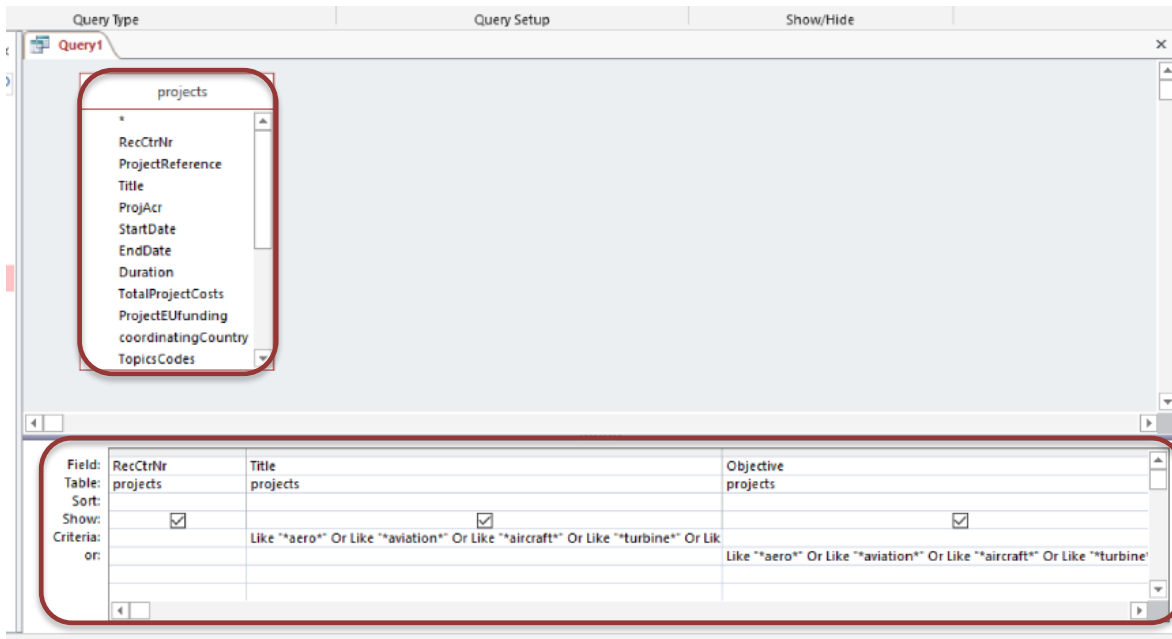 Query Type Query Setup Show/Hide
Query1
projects
*
RecCtrNr
ProjectReference
Title
ProjAcr
StartDate
EndDate
Duration
TotalProjectCosts
ProjectEUfunding
coordinatingCountry
TopicsCodes
Field: RecCtrNr Title Objective
Table: projects projects projects
Sort:
Show:
Criteria: Like "*aero*" Or Like "*aviation*" Or Like "*aircraft*" Or Like "*turbine*" Or Lik
or: Like "*aero*" Or Like "*aviation*" Or Like "*aircraft*" Or Like "*turbine*